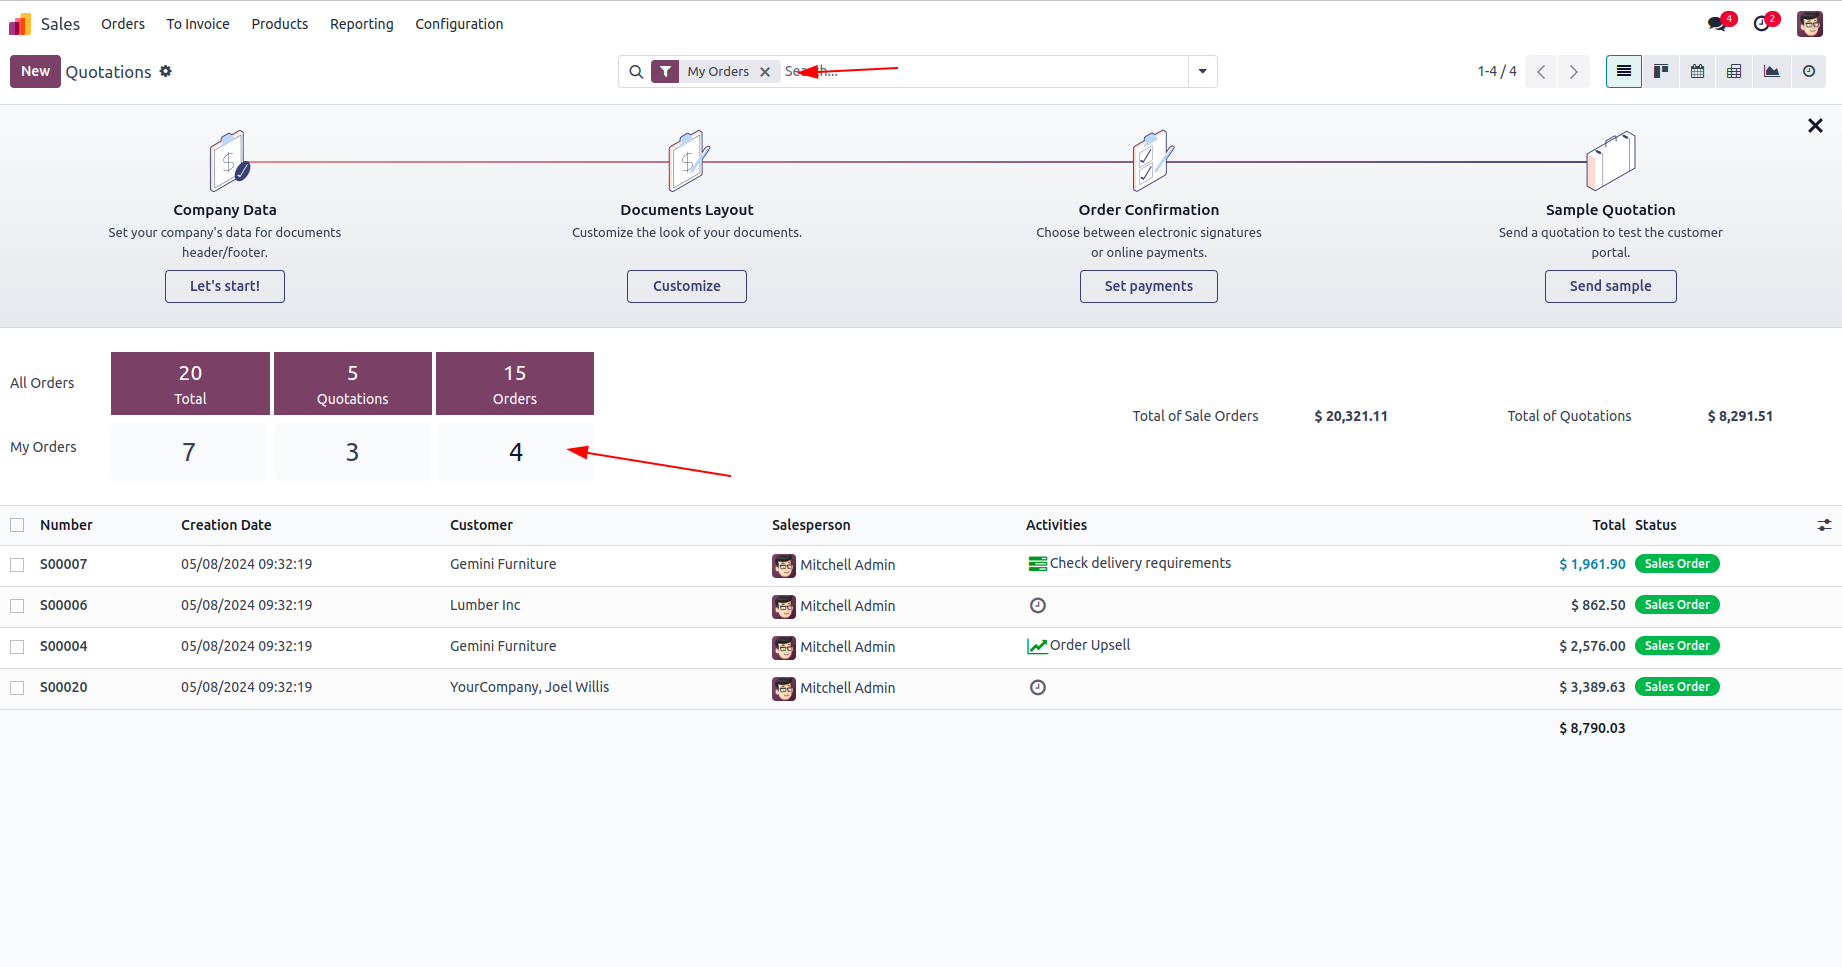 Sales Orders To Invoice Products Reporting Configuration 4 2
New Quotations My Orders 1-4 / 4
Company Data Documents Layout Order Confirmation Sample Quotation
Set your company's data for documents Customize the look of your documents. Choose between electronic signatures Send a quotation to test the customer
header/footer. or online payments. portal.
Let's start! Customize Set payments Send sample
All Orders 20 5 15
Total Quotations Orders
Total of Sale Orders $ 20,321.11 Total of Quotations $ 8,291.51
My Orders 7 3 4
Number Creation Date Customer Salesperson Activities Total Status
S00007 05/08/2024 09:32:19 Gemini Furniture Mitchell Admin Check delivery requirements $ 1,961.90 Sales Order
S00006 05/08/2024 09:32:19 Lumber Inc Mitchell Admin $ 862.50 Sales Order
S00004 05/08/2024 09:32:19 Gemini Furniture Mitchell Admin Order Upsell $ 2,576.00 Sales Order
S00020 05/08/2024 09:32:19 YourCompany, Joel Willis Mitchell Admin $ 3,389.63 Sales Order
$ 8,790.03